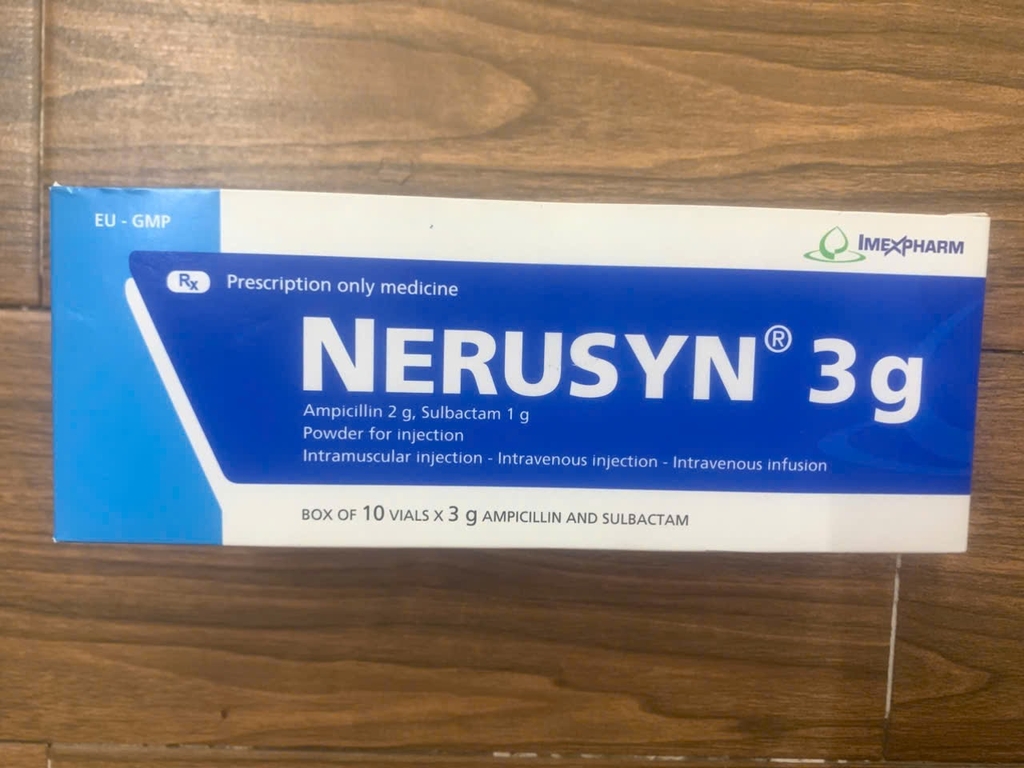 EU - GMP
IMEXPHARM
Rx Prescription only medicine
NERUSYN® 3g
Ampicillin 2 g, Sulbactam 1 g
Powder for injection
Intramuscular injection - Intravenous injection - Intravenous infusion
BOX OF 10 VIALS X 3 g AMPICILLIN AND SULBACTAM